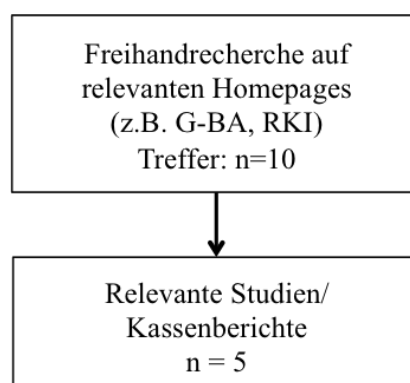 Freihandrecherche auf
relevanten Homepages
(z.B. G-BA, RKI)
Treffer: n=10
Relevante Studien/
Kassenberichte
n = 5